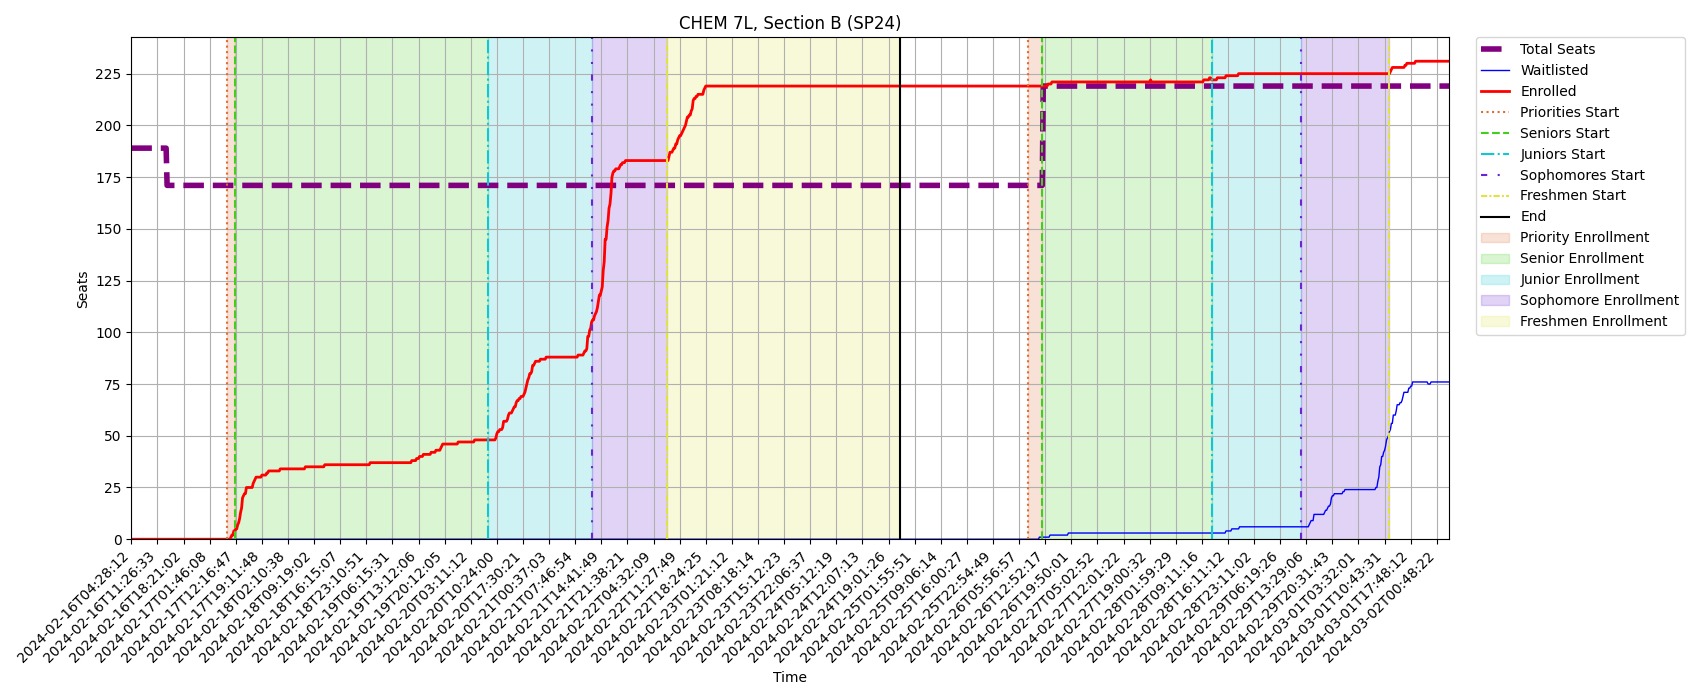 CHEM 7L, Section B (SP24)
Seats
225
200
175
150
125
100
75
50
25
0
2024-02-16T04:28:12
2024-02-16T11:26:33
2024-02-16T18:21:02
2024-02-17T01:46:08
2024-02-17T12:16:47
2024-02-17T19:11:48
2024-02-18T02:10:38
2024-02-18T09:19:02
2024-02-18T16:15:07
2024-02-18T23:10:51
2024-02-19T06:15:31
2024-02-19T13:12:06
2024-02-19T20:12:05
2024-02-20T03:11:12
2024-02-20T10:24:00
2024-02-20T17:30:21
2024-02-21T00:37:03
2024-02-21T07:46:54
2024-02-21T14:41:49
2024-02-21T21:38:21
2024-02-22T04:32:09
2024-02-22T11:27:49
2024-02-22T18:24:25
2024-02-23T01:21:12
2024-02-23T08:18:14
2024-02-23T15:12:23
2024-02-23T22:06:37
2024-02-24T05:12:19
2024-02-24T12:07:13
2024-02-24T19:01:26
2024-02-25T01:55:51
2024-02-25T09:06:14
2024-02-25T16:00:27
2024-02-25T22:54:49
2024-02-26T05:56:57
2024-02-26T12:52:17
2024-02-26T19:50:01
2024-02-27T05:02:52
2024-02-27T12:01:22
2024-02-27T19:00:32
2024-02-28T01:59:29
2024-02-28T09:11:16
2024-02-28T16:11:12
2024-02-28T23:11:02
2024-02-29T06:19:26
2024-02-29T13:29:06
2024-02-29T20:31:43
2024-03-01T03:32:01
2024-03-01T10:43:31
2024-03-01T17:48:12
2024-03-02T00:48:22
Time
Total Seats
Waitlisted
Enrolled
Priorities Start
Seniors Start
Juniors Start
Sophomores Start
Freshmen Start
End
Priority Enrollment
Senior Enrollment
Junior Enrollment
Sophomore Enrollment
Freshmen Enrollment